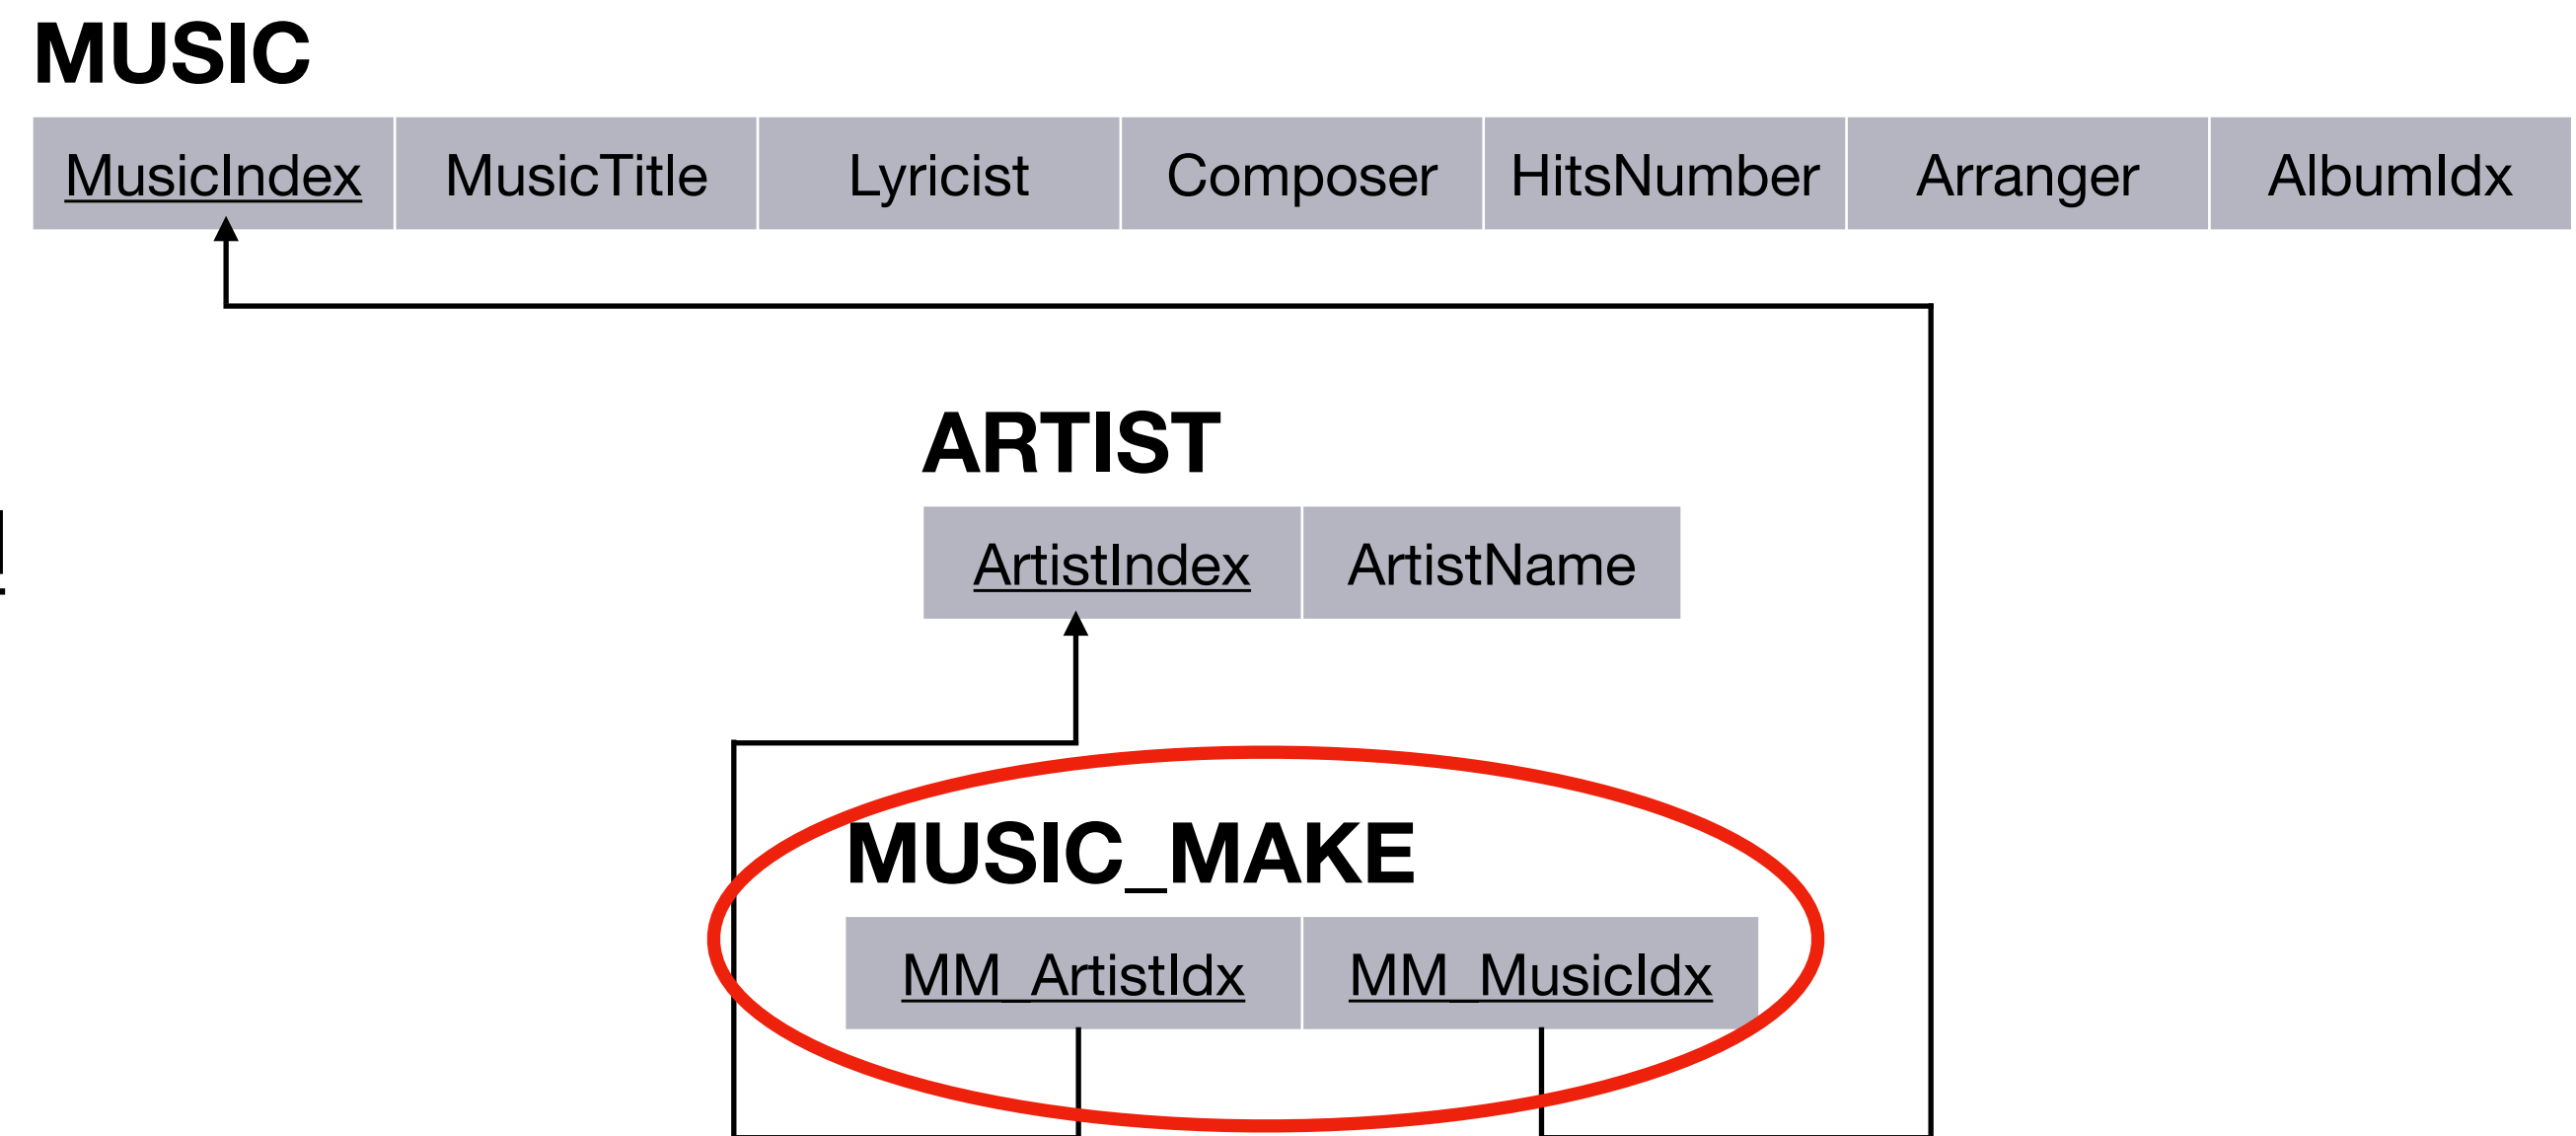 MUSIC
MusicIndex MusicTitle Lyricist Composer HitsNumber Arranger AlbumIdx
ARTIST
ArtistIndex ArtistName
MUSIC_MAKE
MM_ArtistIdx MM_MusicIdx